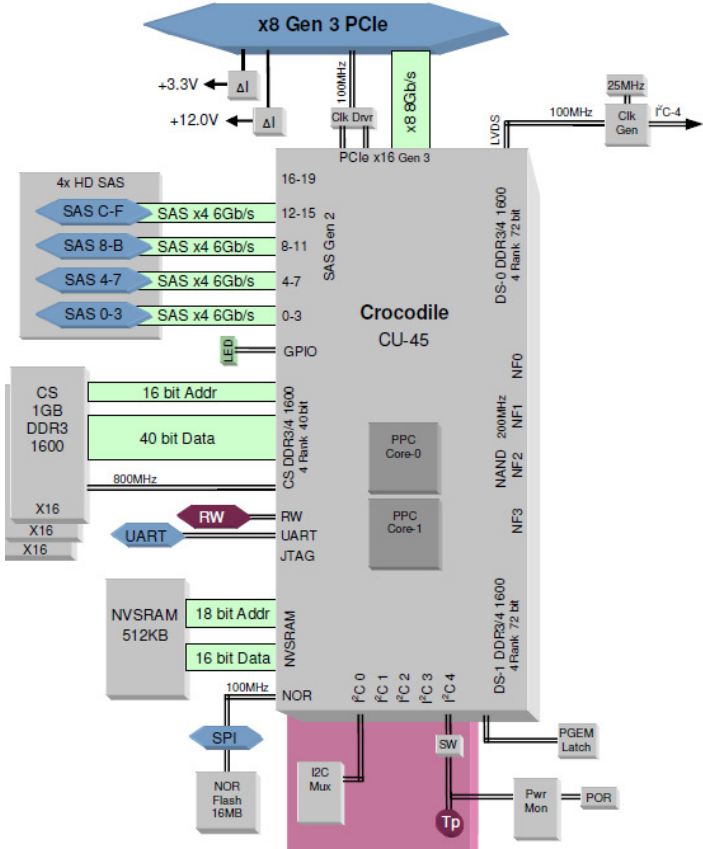 x8 Gen 3 PCIe
+3.3V
ΔI
+12.0V
ΔI
100MHz
Clk Drvr
x8 8Gb/s
25MHz
LVDS
100MHz
Clk
Gen
I²C-4
PCIe x16 Gen 3
4x HD SAS
SAS C-F
SAS x4 6Gb/s
SAS 8-B
SAS x4 6Gb/s
SAS 4-7
SAS x4 6Gb/s
SAS 0-3
SAS x4 6Gb/s
16-19
12-15
8-11
4-7
0-3
SAS Gen 2
DS-0 DDR3/4 1600
4 Rank 72 bit
Crocodile
CU-45
LED
GPIO
CS
1GB
DDR3
1600
X16
X16
X16
16 bit Addr
40 bit Data
800MHz
CS DDR3/4 1600
4 Rank 40 bit
PPC
Core-0
PPC
Core-1
NF0
NF1
NF2
NF3
NAND 200MHz
RW
RW
UART
UART
JTAG
NVSRAM
512KB
18 bit Addr
16 bit Data
NVSRAM
DS-1 DDR3/4 1600
4 Rank 72 bit
100MHz
NOR
I²C 0
I²C 1
I²C 2
I²C 3
I²C 4
SPI
NOR
Flash
16MB
I2C
Mux
SW
Tp
PGEM
Latch
Pwr
Mon
POR